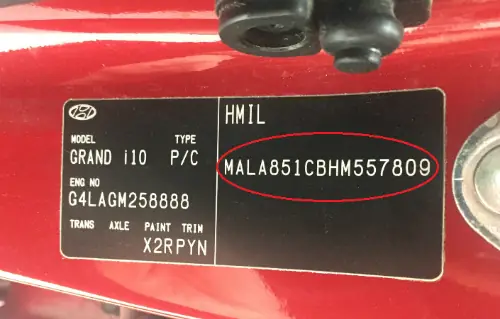 HMIL
MODEL TYPE
GRAND i10 P/C
MALA851CBHM557809
ENG NO
G4LAGM258888
TRANS AXLE PAINT TRIM
X2RPYN